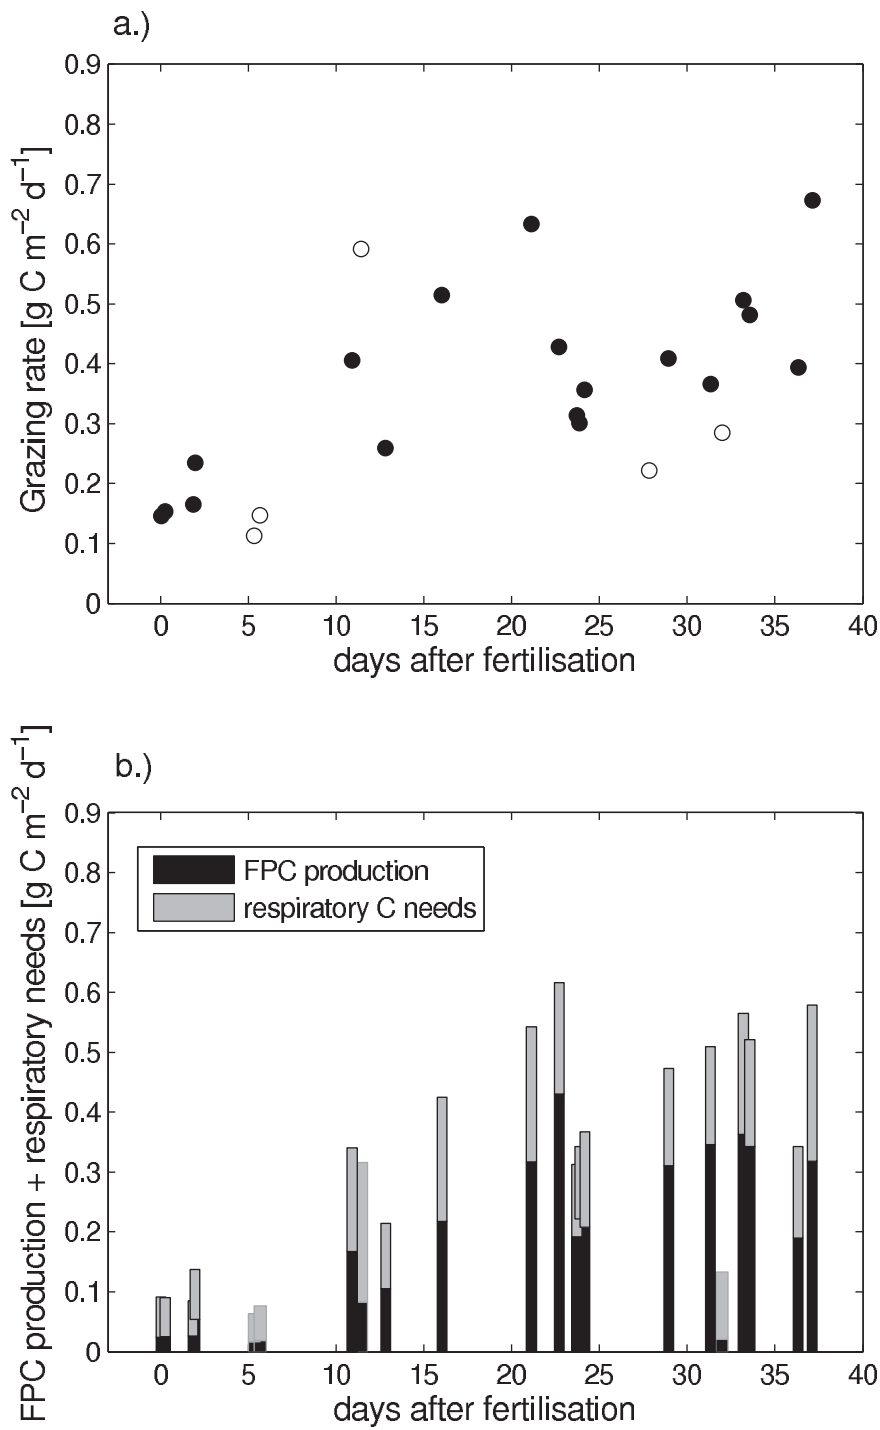 a.)
Grazing rate [g C m⁻² d⁻¹]
0.9
0.8
0.7
0.6
0.5
0.4
0.3
0.2
0.1
0
0 5 10 15 20 25 30 35 40
days after fertilisation
b.)
FPC production + respiratory needs [g C m⁻² d⁻¹]
0.9
0.8
0.7
0.6
0.5
0.4
0.3
0.2
0.1
0
FPC production
respiratory C needs
0 5 10 15 20 25 30 35 40
days after fertilisation